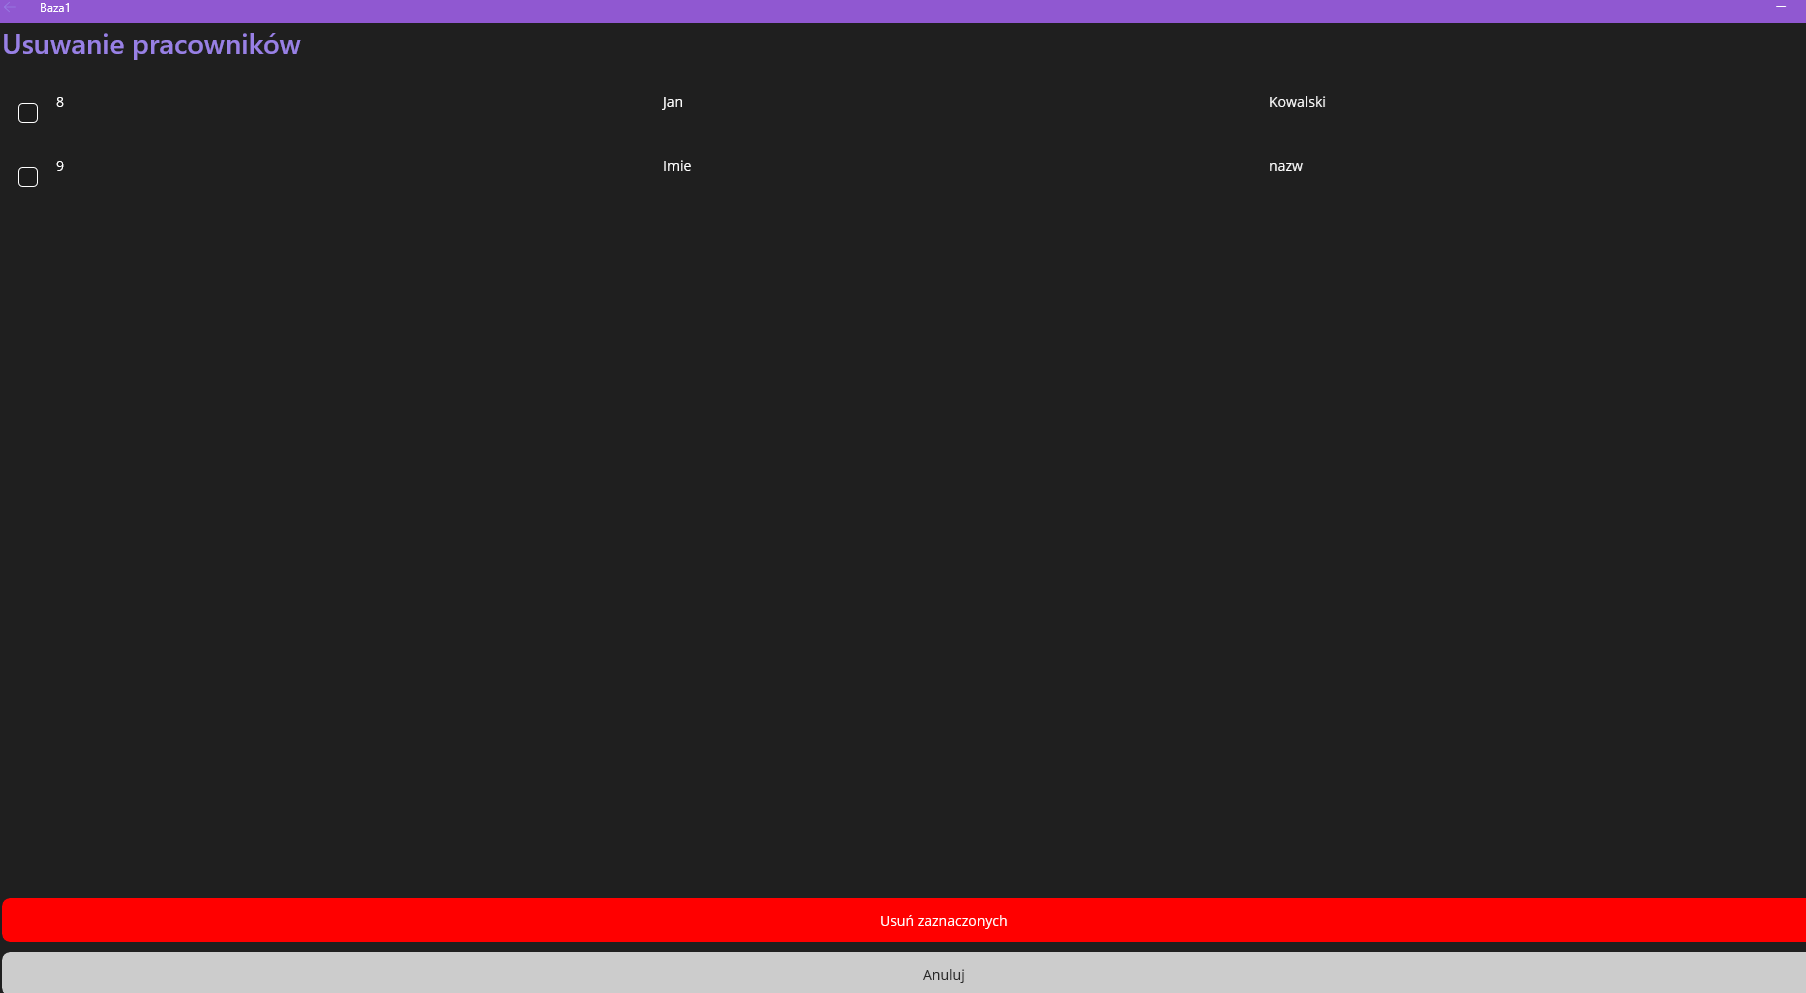 Baza1
Usuwanie pracowników
8 Jan Kowalski
9 Imie nazw
Usuń zaznaczonych
Anuluj